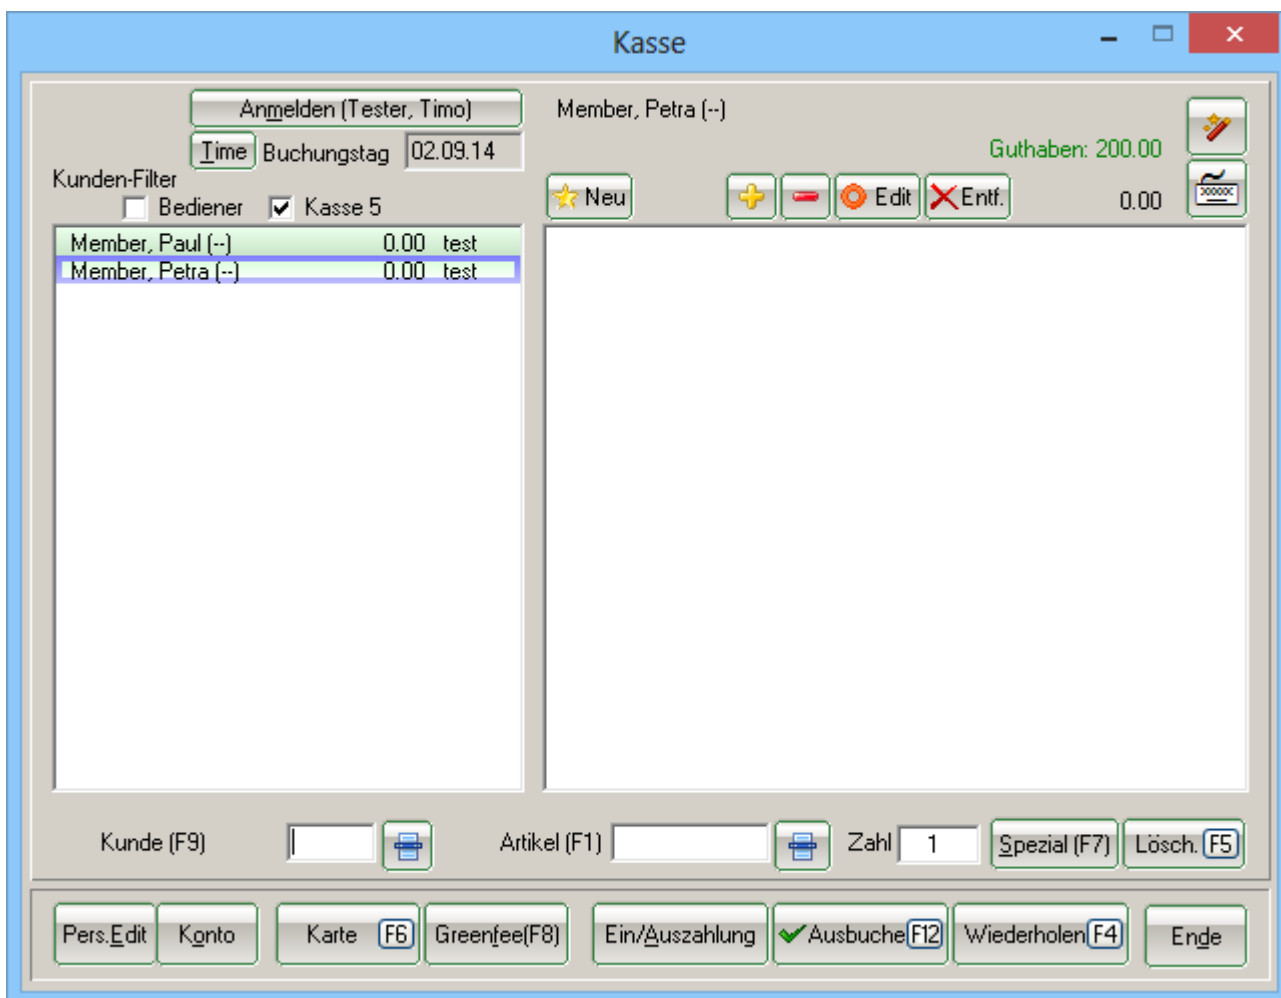 Kasse
Anmelden (Tester, Timo)
Time Buchungstag 02.09.14
Kunden-Filter
Bediener Kasse 5
Member, Paul (--) 0.00 test
Member, Petra (--) 0.00 test
Member, Petra (--)
Guthaben: 200.00
Neu Edit Entf. 0.00
Kunde (F9) Artikel (F1) Zahl 1 Spezial (F7) Lösch. F5
Pers.Edit Konto Karte F6 Greenfee(F8) Ein/Auszahlung Ausbuche F12 Wiederholen F4 Ende